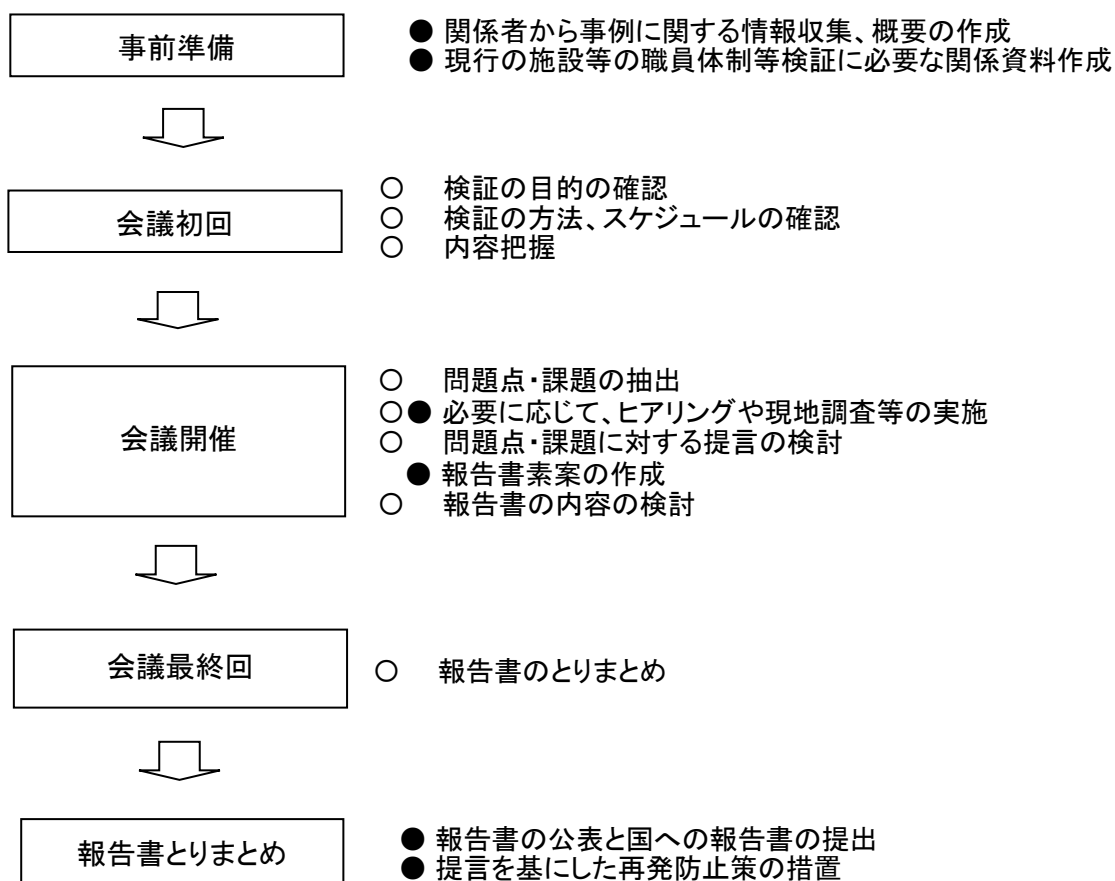 事前準備
● 関係者から事例に関する情報収集、概要の作成
● 現行の施設等の職員体制等検証に必要な関係資料作成
会議初回
○ 検証の目的の確認
○ 検証の方法、スケジュールの確認
○ 内容把握
会議開催
○ 問題点・課題の抽出
○● 必要に応じて、ヒアリングや現地調査等の実施
○ 問題点・課題に対する提言の検討
● 報告書素案の作成
○ 報告書の内容の検討
会議最終回
○ 報告書のとりまとめ
報告書とりまとめ
● 報告書の公表と国への報告書の提出
● 提言を基にした再発防止策の措置